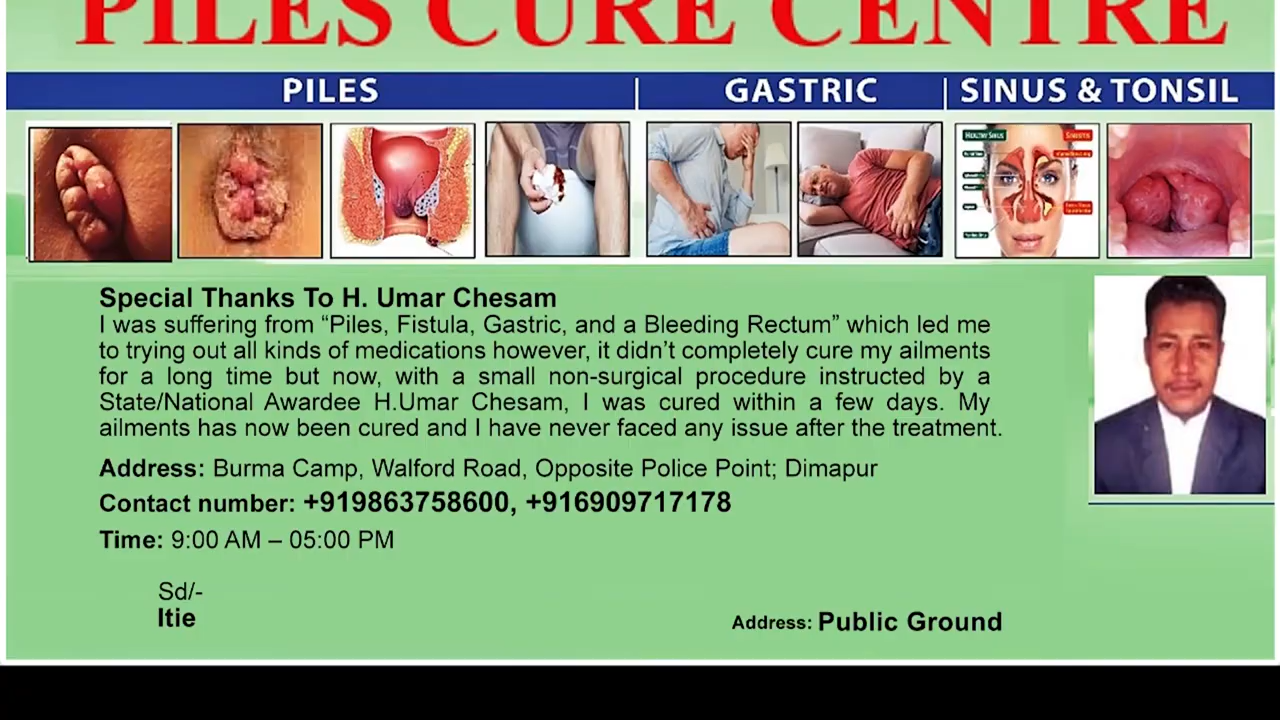 PILES CURE CENTRE
PILES | GASTRIC | SINUS & TONSIL
HEALTHY SINUS
SINUSITIS
Special Thanks To H. Umar Chesam
I was suffering from “Piles, Fistula, Gastric, and a Bleeding Rectum” which led me
to trying out all kinds of medications however, it didn’t completely cure my ailments
for a long time but now, with a small non-surgical procedure instructed by a
State/National Awardee H.Umar Chesam, I was cured within a few days. My
ailments has now been cured and I have never faced any issue after the treatment.
Address: Burma Camp, Walford Road, Opposite Police Point; Dimapur
Contact number: +919863758600, +916909717178
Time: 9:00 AM – 05:00 PM
Sd/-
Itie
Address: Public Ground